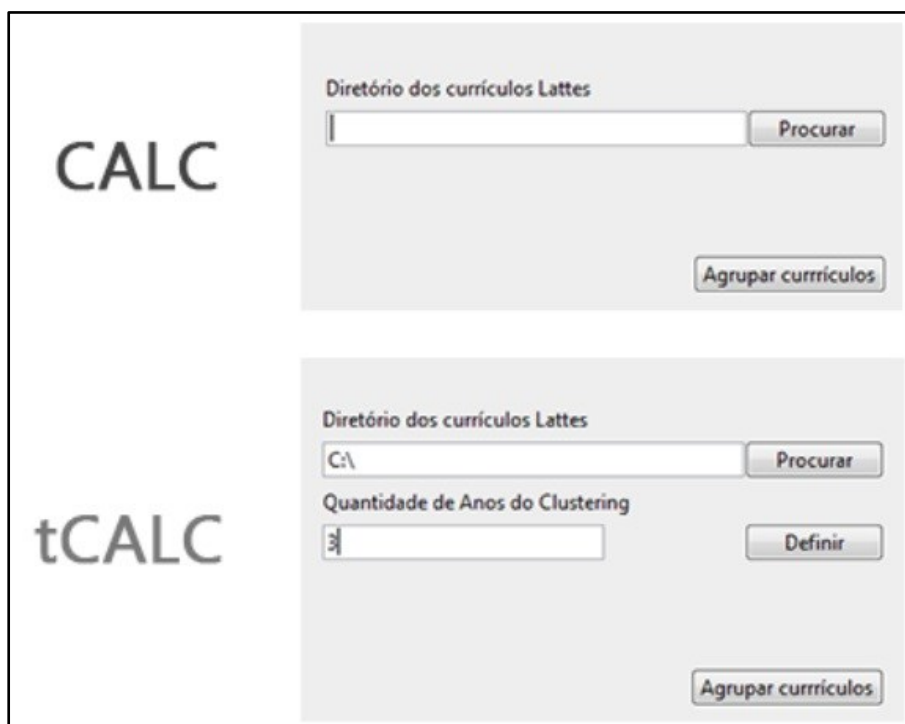 CALC
Diretório dos currículos Lattes
Procurar
Agrupar currrículos
tCALC
Diretório dos currículos Lattes
C:\
Procurar
Quantidade de Anos do Clustering
3
Definir
Agrupar currrículos